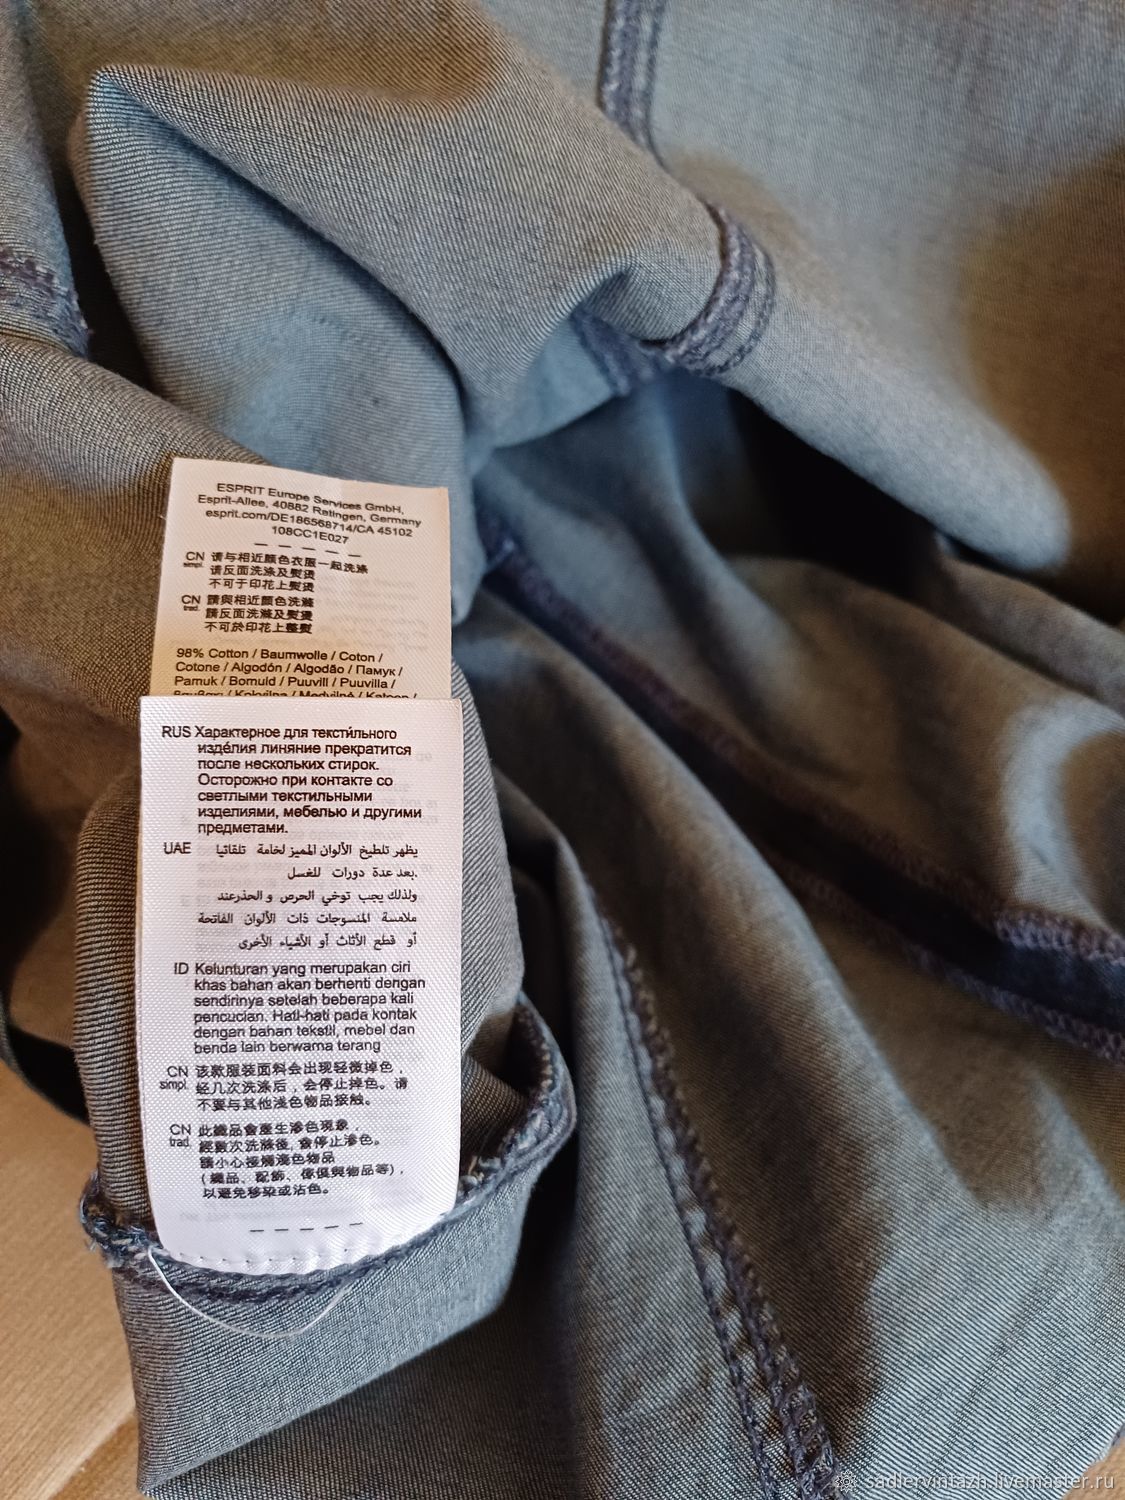 ESPRIT Europe Services GmbH,
Esprit-Allee, 40882 Ratingen, Germany
esprit.com/DE186568714/CA 45102
108CC1E027
— — — — —
CN simpl. 请与相近颜色衣服一起洗涤
请反面洗涤及熨烫
不可于印花上熨烫
CN trad. 請與相近顏色洗滌
請反面洗滌及熨燙
不可於印花上整熨
98% Cotton / Baumwolle / Coton /
Cotone / Algodón / Algodão / Памук /
Pamuk / Bomuld / Puuvill / Puuvilla /
RUS Характерное для тексти́льного
изде́лия линяние прекратится
после нескольких стирок.
Осторожно при контакте со
светлыми текстильными
изделиями, мебелью и другими
предметами.
UAE يظهر تلطيخ الألوان المميز لخامة تلقائيا
بعد عدة دورات للغسل.
ولذلك يجب توخي الحرص و الحذرعند
ملامسة المنسوجات ذات الألوان الفاتحة
أو قطع الأثاث أو الأشياء الأخرى
ID Kelunturan yang merupakan ciri
khas bahan akan berhenti dengan
sendirinya setelah beberapa kali
pencucian. Hati-hati pada kontak
dengan bahan tekstil, mebel dan
benda lain berwarna terang
CN simpl. 该款服装面料会出现轻微掉色，
经几次洗涤后，会停止掉色。请
不要与其他浅色物品接触。
CN trad. 此織品會產生滲色現象，
經數次洗滌後, 會停止滲色。
請小心接觸淺色物品
(織品、配飾、傢俱與物品等)，
以避免移染或沾色。
— — — — —
sadlervintazh.livemaster.ru